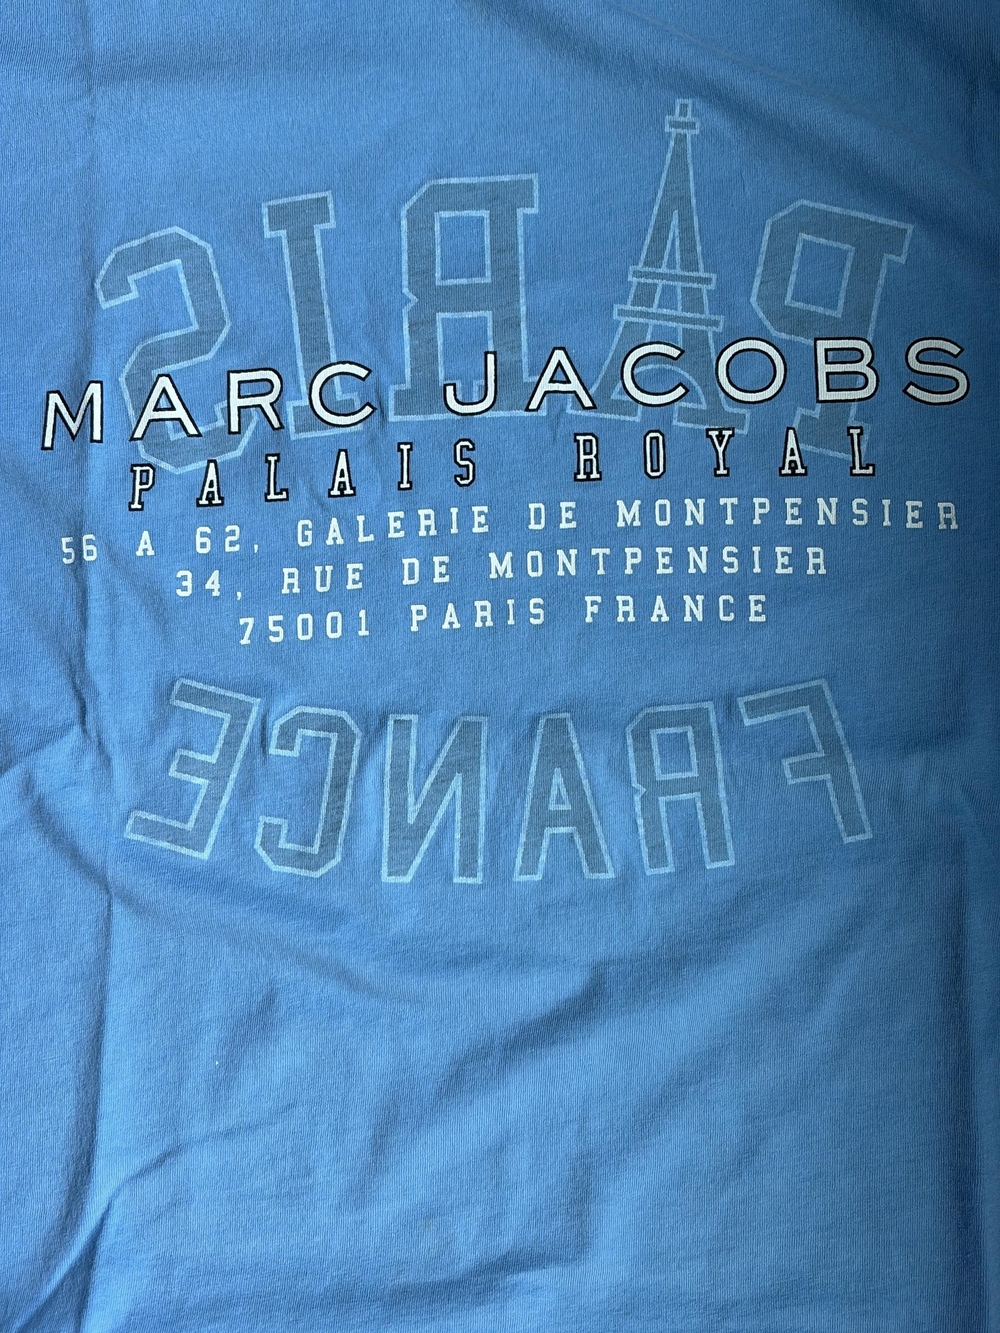 PARIS
MARC JACOBS
PALAIS ROYAL
56 A 62, GALERIE DE MONTPENSIER
34, RUE DE MONTPENSIER
75001 PARIS FRANCE
FRANCE